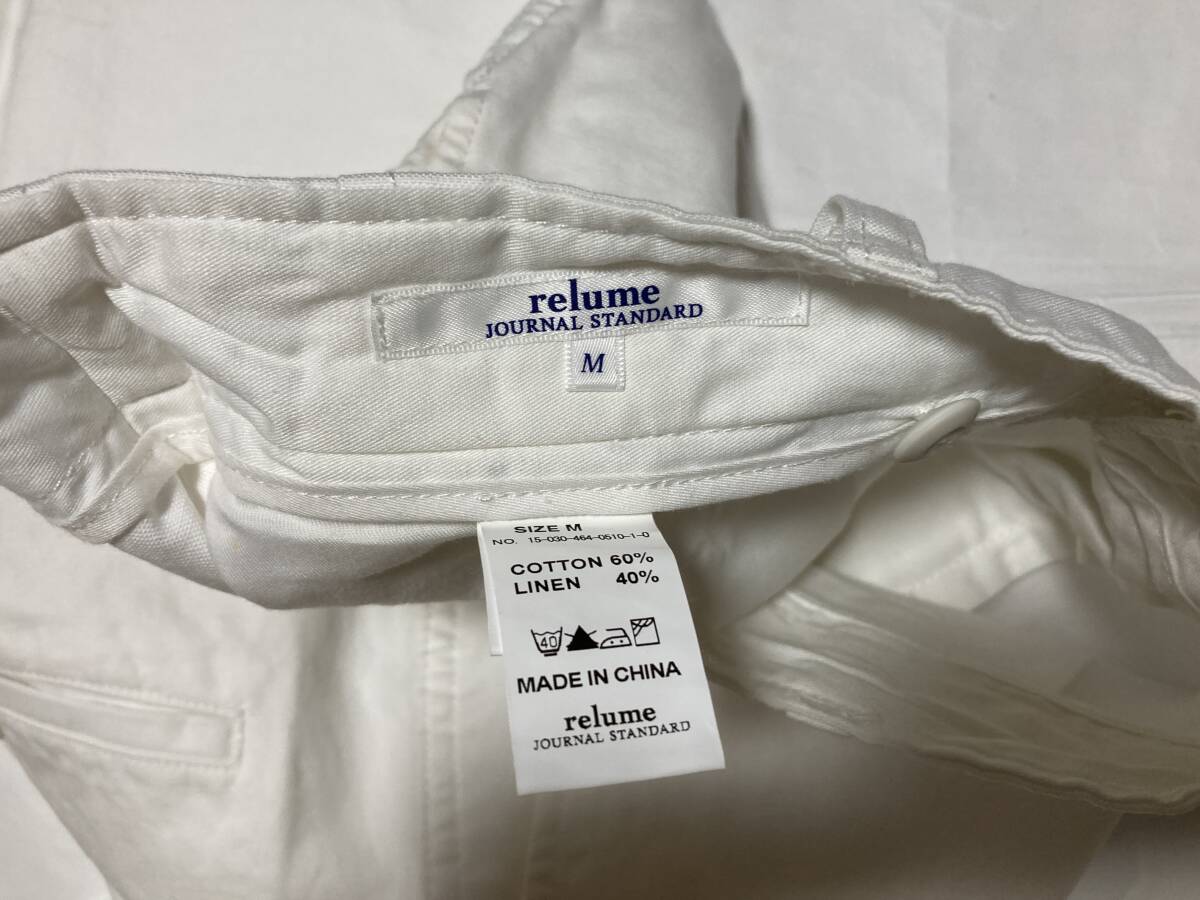 relume
JOURNAL STANDARD
M
SIZE M
NO. 15-030-464-0510-1-0
COTTON 60%
LINEN 40%
40
MADE IN CHINA
relume
JOURNAL STANDARD